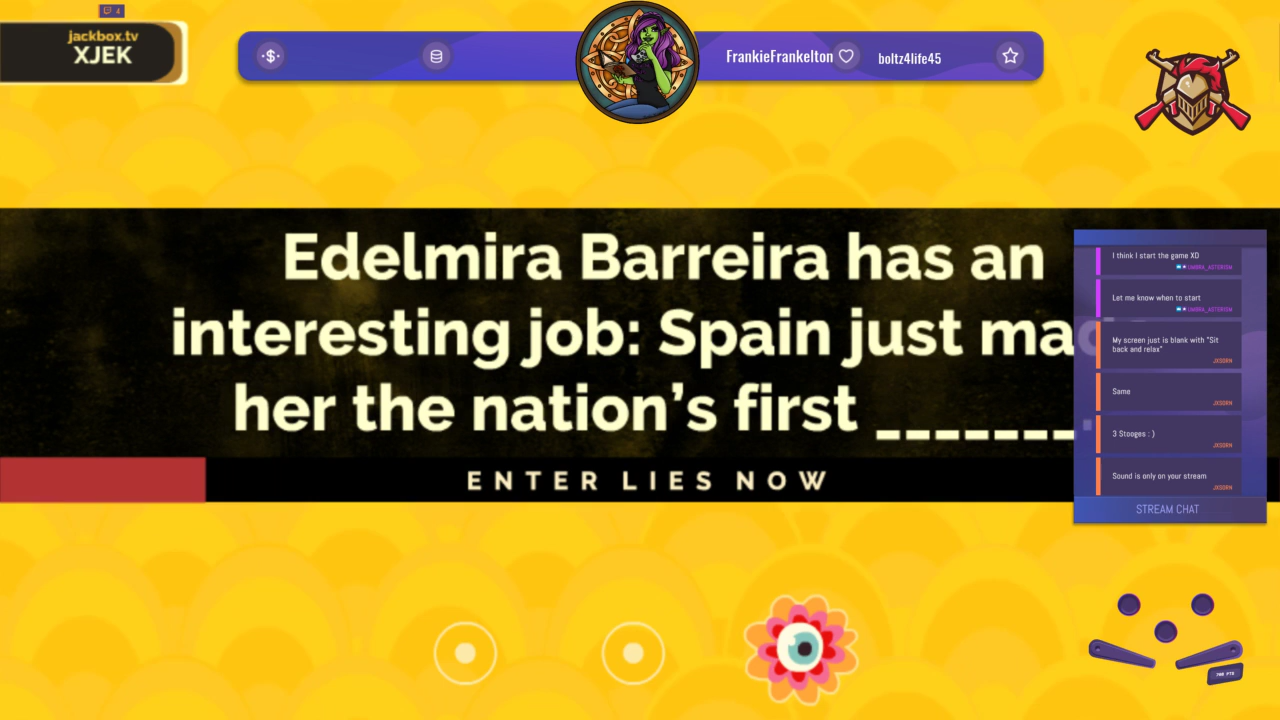 4
jackbox.tv
XJEK
FrankieFrankelton
boltz4life45
Edelmira Barreira has an
interesting job: Spain just mad
her the nation's first _______
ENTER LIES NOW
I think I start the game XD
Let me know when to start
My screen just is blank with "Sit
back and relax"
JXSORN
Same
JXSORN
3 Stooges : )
JXSORN
Sound is only on your stream
JXSORN
STREAM CHAT